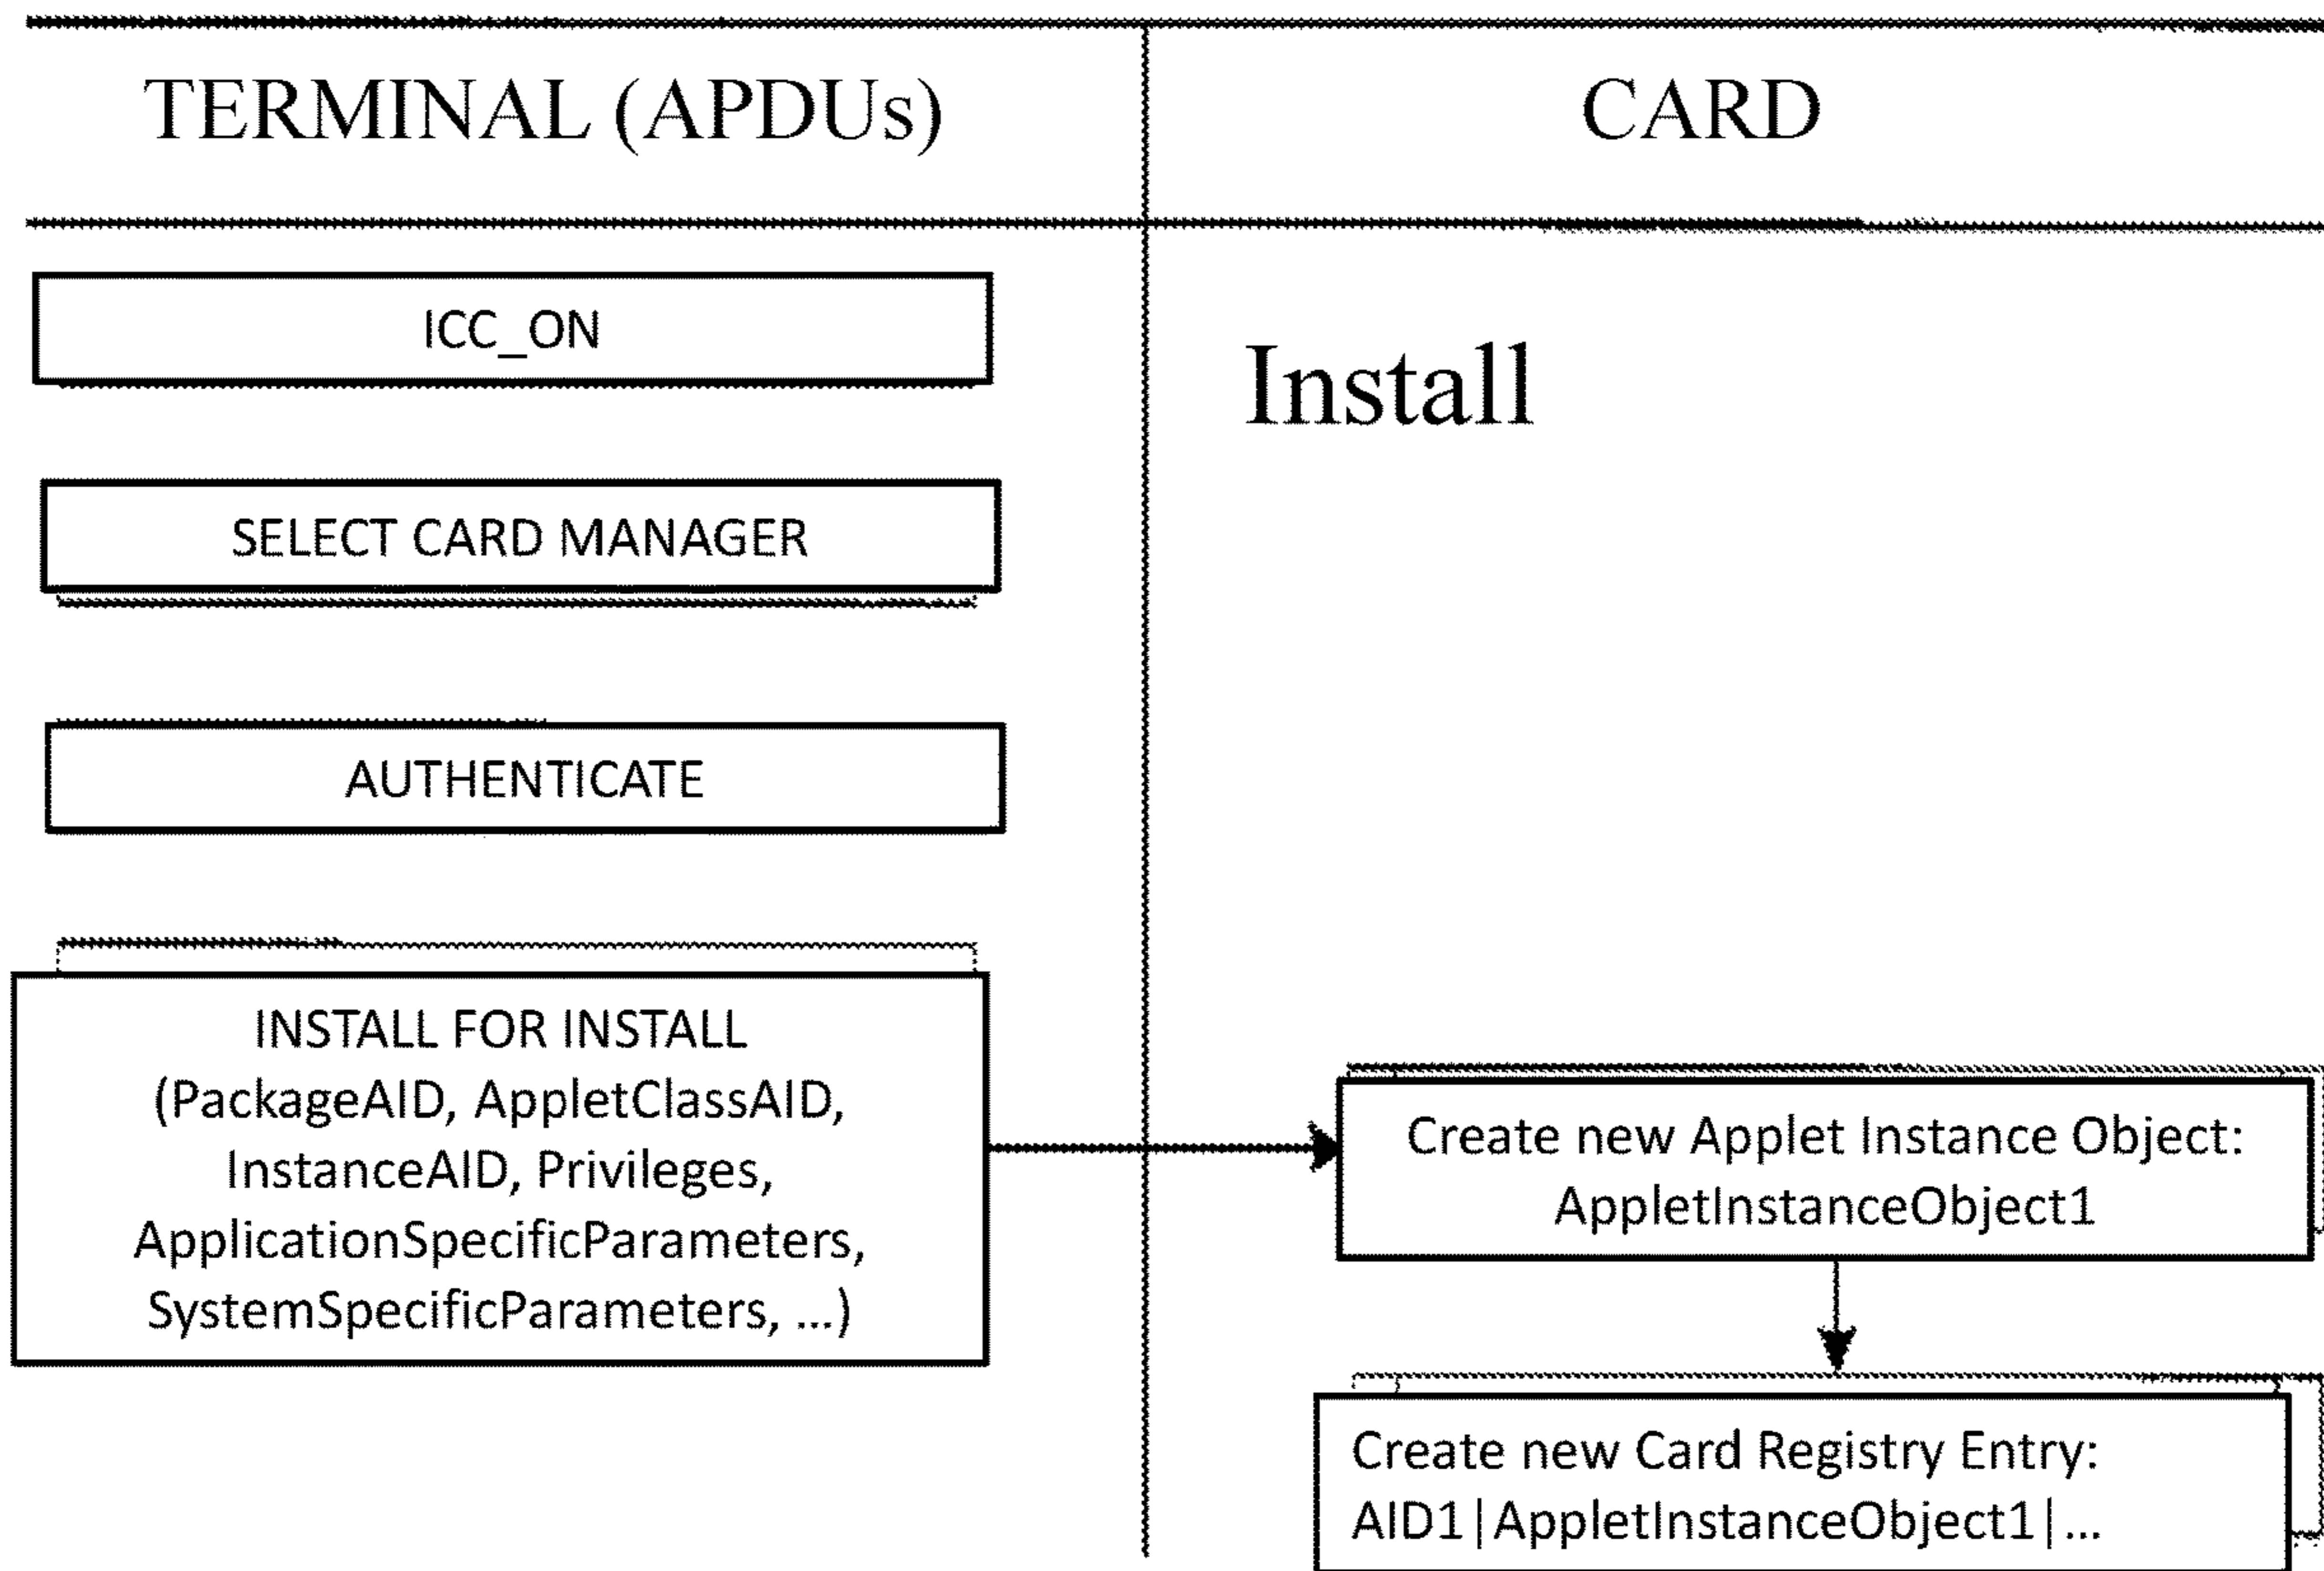 TERMINAL (APDUs)
CARD
ICC_ON
Install
SELECT CARD MANAGER
AUTHENTICATE
INSTALL FOR INSTALL
(PackageAID, AppletClassAID,
InstanceAID, Privileges,
ApplicationSpecificParameters,
SystemSpecificParameters, ...)
Create new Applet Instance Object:
AppletInstanceObject1
Create new Card Registry Entry:
AID1|AppletInstanceObject1|...